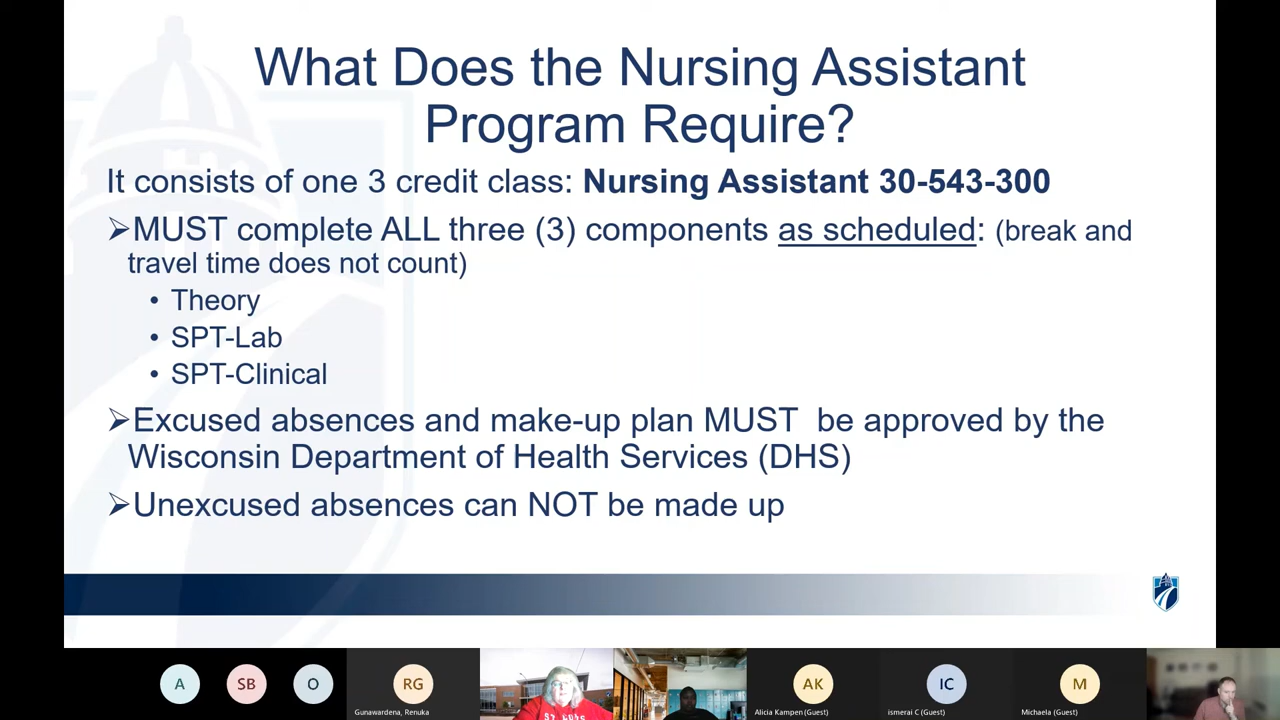 What Does the Nursing Assistant
Program Require?
It consists of one 3 credit class: Nursing Assistant 30-543-300
➢MUST complete ALL three (3) components as scheduled: (break and
travel time does not count)
• Theory
• SPT-Lab
• SPT-Clinical
➢Excused absences and make-up plan MUST be approved by the
Wisconsin Department of Health Services (DHS)
➢Unexcused absences can NOT be made up
A
SB
O
RG
AK
IC
M
Gunawardena, Renuka
Alicia Kampen (Guest)
ismerai C (Guest)
Michaela (Guest)